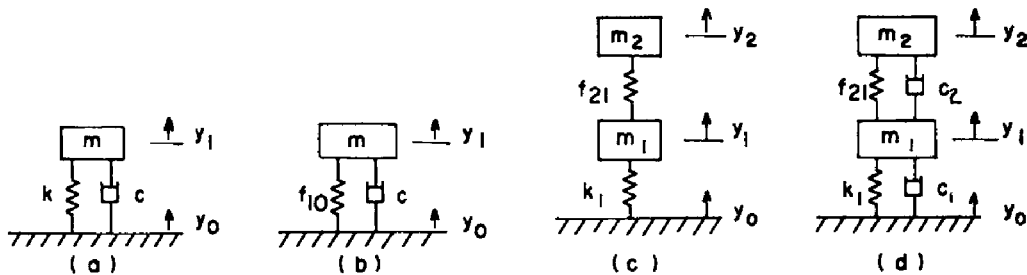 m
y₁
k
c
y₀
(a)
m
y₁
f₁₀
c
y₀
(b)
m₂
y₂
f₂₁
m₁
y₁
k₁
y₀
(c)
m₂
y₂
f₂₁
c₂
m₁
y₁
k₁
c₁
y₀
(d)